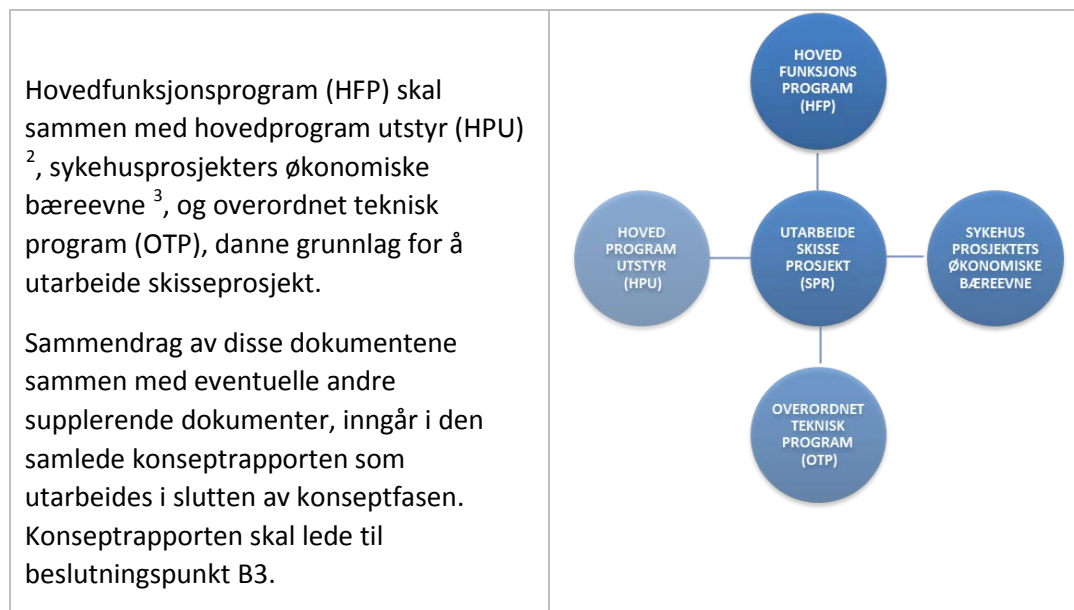 Hovedfunksjonsprogram (HFP) skal
sammen med hovedprogram utstyr (HPU)
2, sykehusprosjekters økonomiske
bæreevne 3, og overordnet teknisk
program (OTP), danne grunnlag for å
utarbeide skisseprosjekt.
Sammendrag av disse dokumentene
sammen med eventuelle andre
supplerende dokumenter, inngår i den
samlede konseptrapporten som
utarbeides i slutten av konseptfasen.
Konseptrapporten skal lede til
beslutningspunkt B3.
HOVED
FUNKSJONS
PROGRAM
(HFP)
HOVED
PROGRAM
UTSTYR
(HPU)
UTARBEIDE
SKISSE
PROSJEKT
(SPR)
SYKEHUS
PROSJEKTETS
ØKONOMISKE
BÆREEVNE
OVERORDNET
TEKNISK
PROGRAM
(OTP)